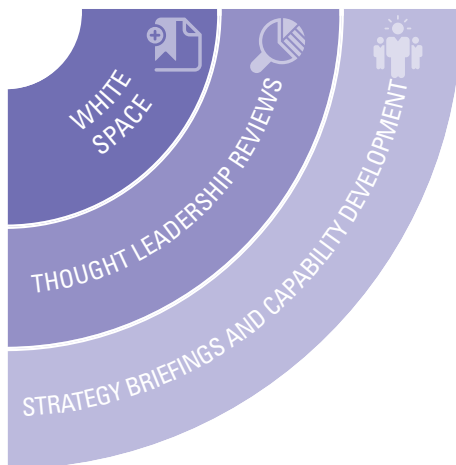 WHITE
SPACE
THOUGHT LEADERSHIP REVIEWS
STRATEGY BRIEFINGS AND CAPABILITY DEVELOPMENT